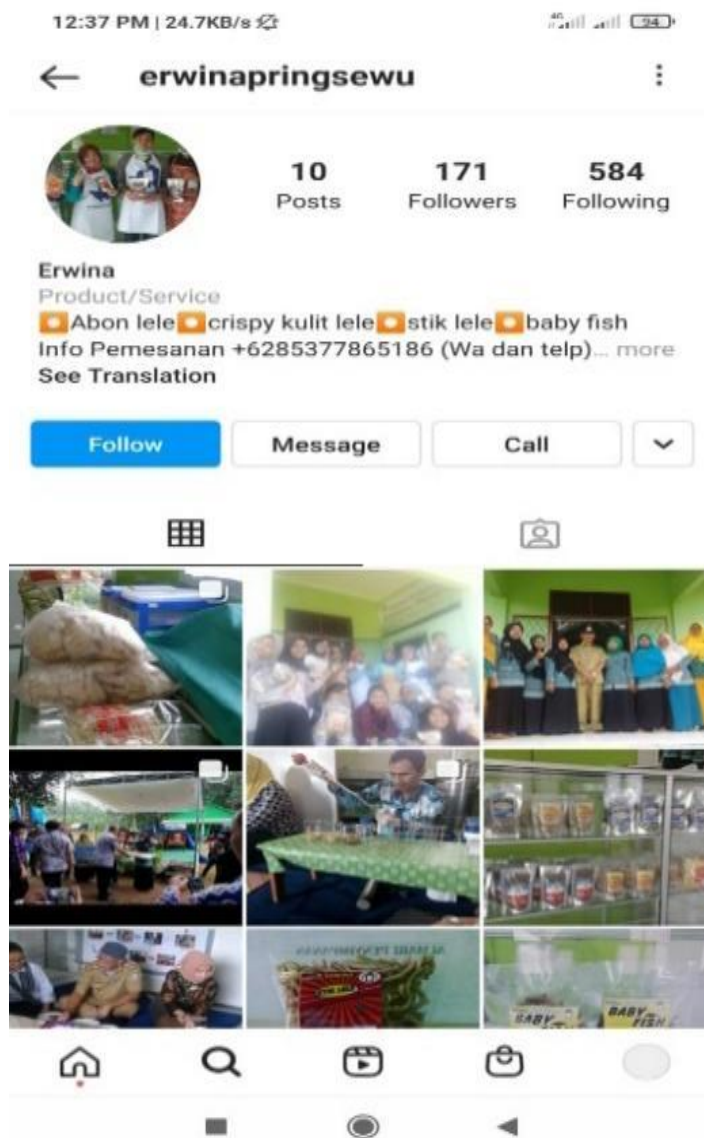 12:37 PM | 24.7KB/s
4G
94
erwinapringsewu
10
171
584
Posts
Followers
Following
Erwina
Product/Service
Abon lele crispy kulit lele stik lele baby fish
Info Pemesanan +6285377865186 (Wa dan telp)... more
See Translation
Follow
Message
Call
BABY
BABY
FISH